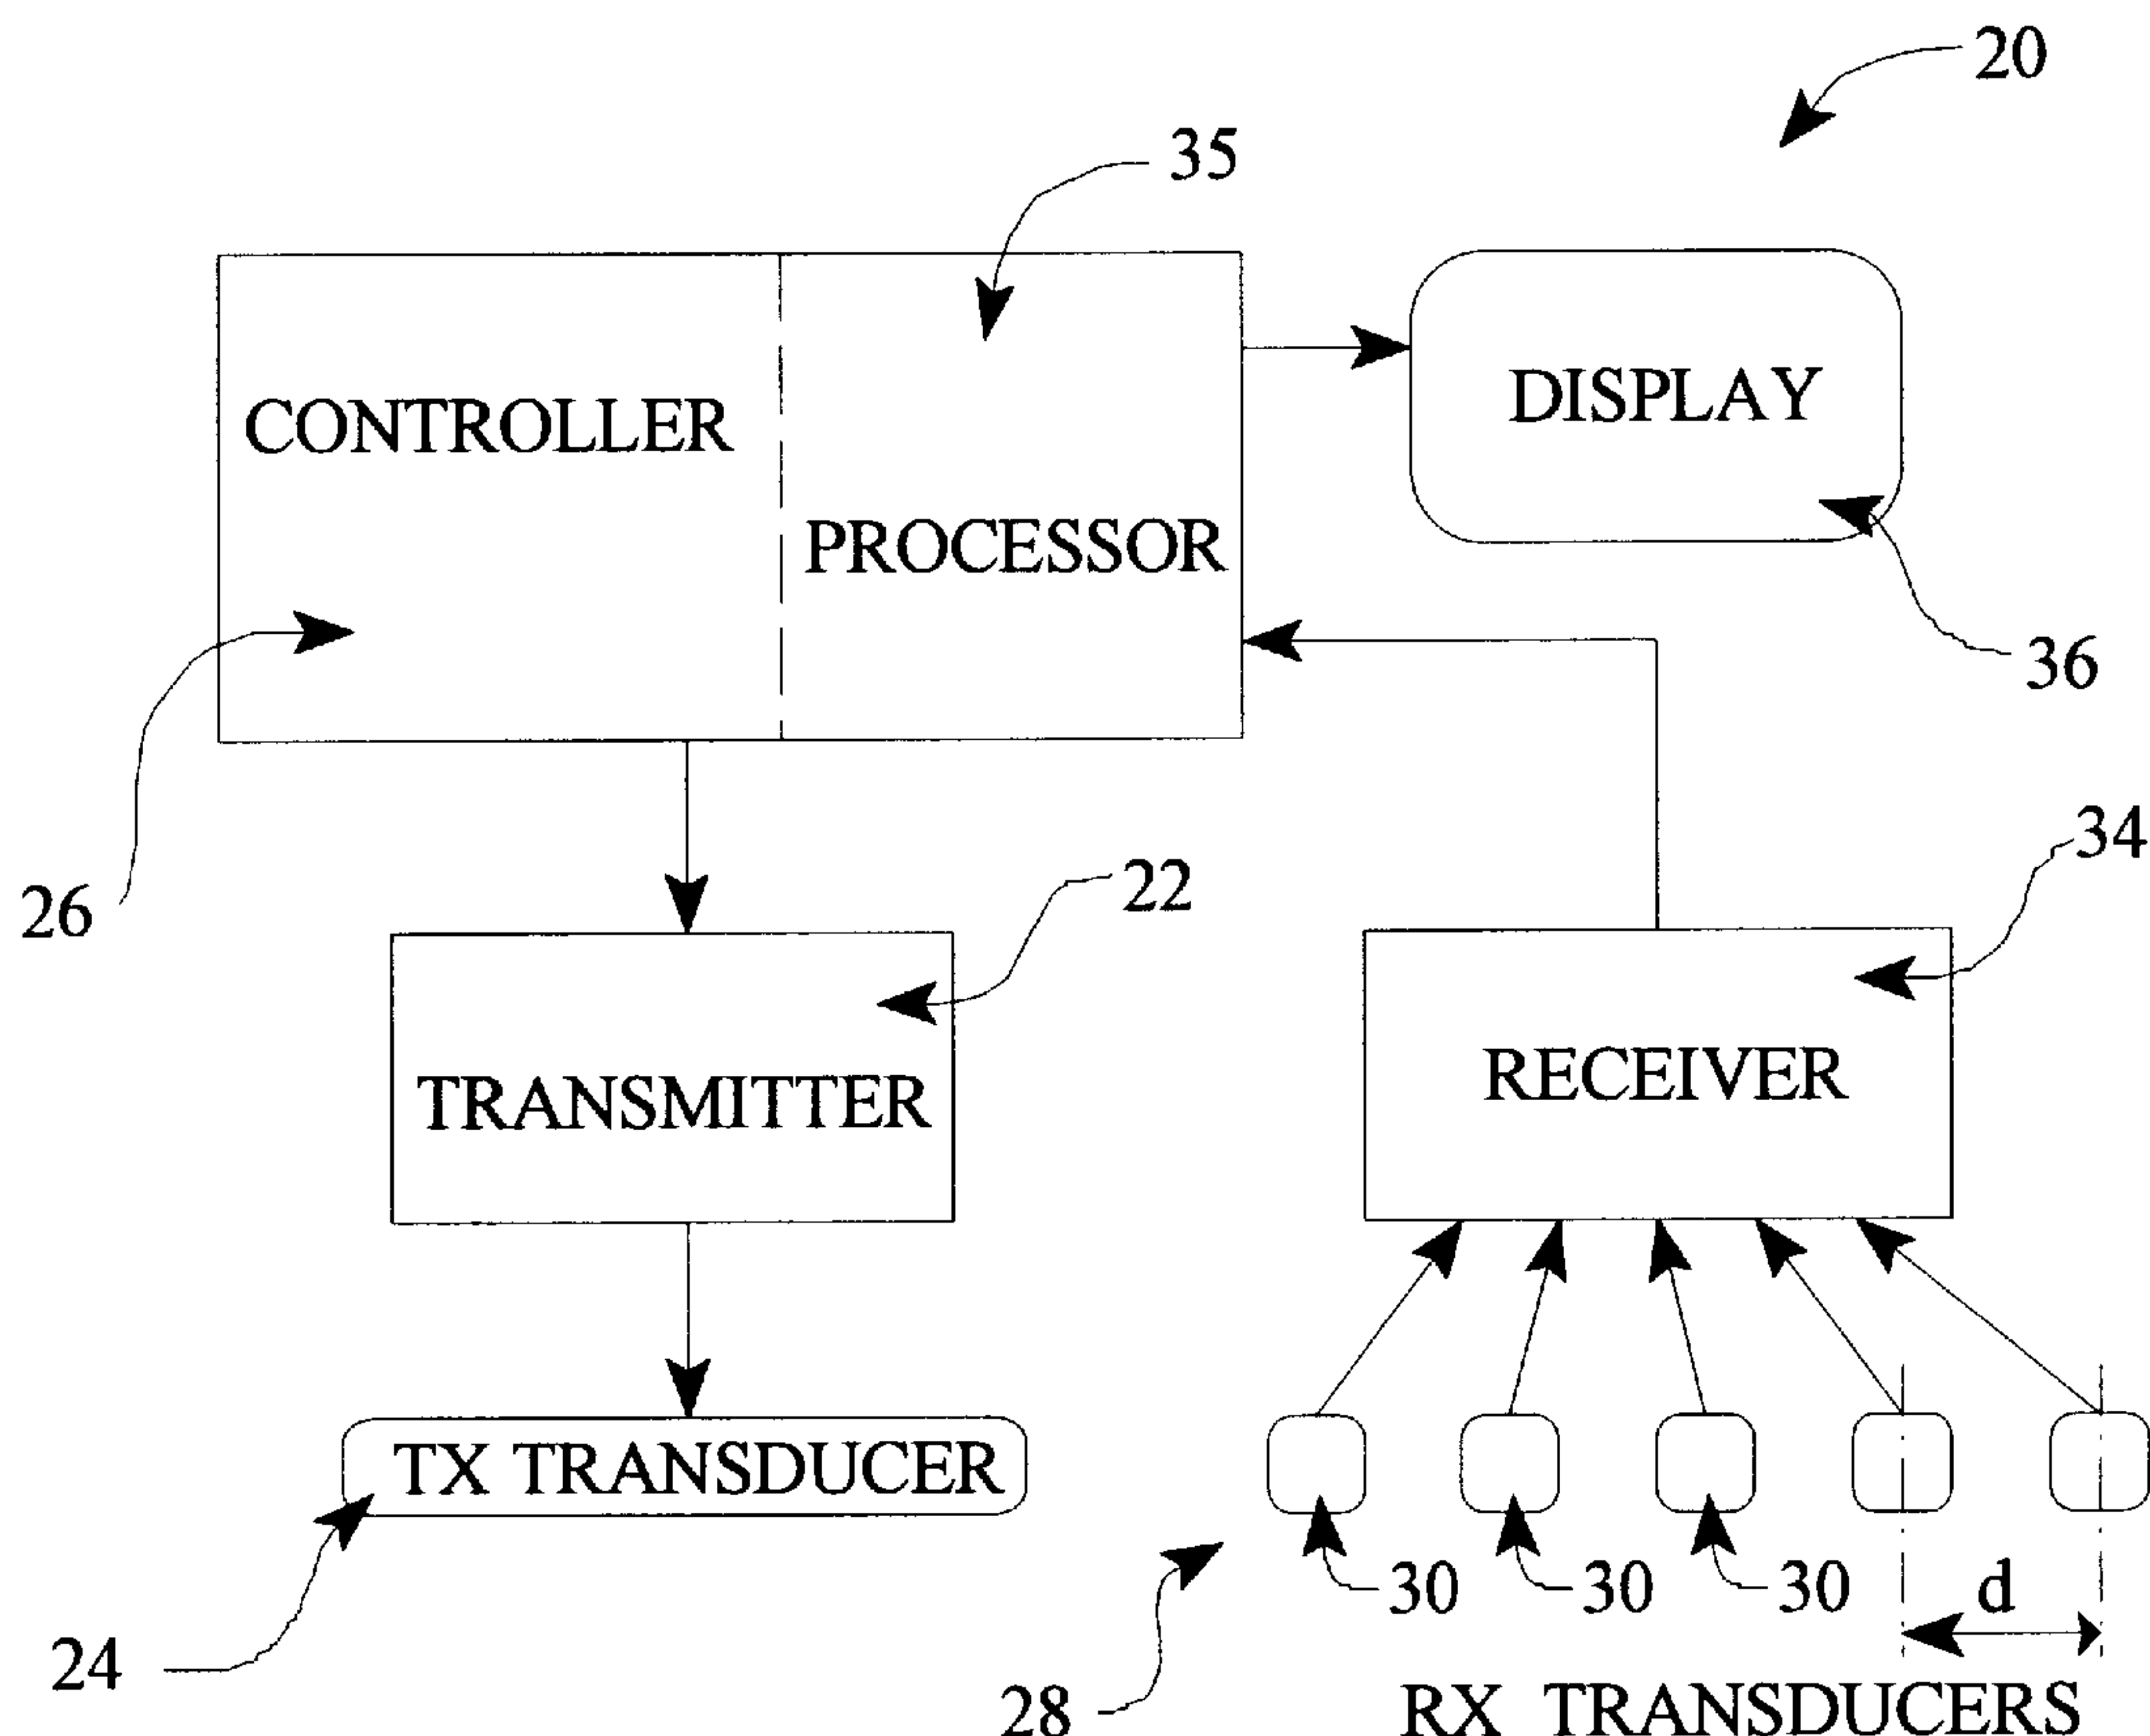 20
35
CONTROLLER
DISPLAY
PROCESSOR
36
34
26
22
RECEIVER
TRANSMITTER
TX TRANSDUCER
30
30
30
d
24
28
RX TRANSDUCERS